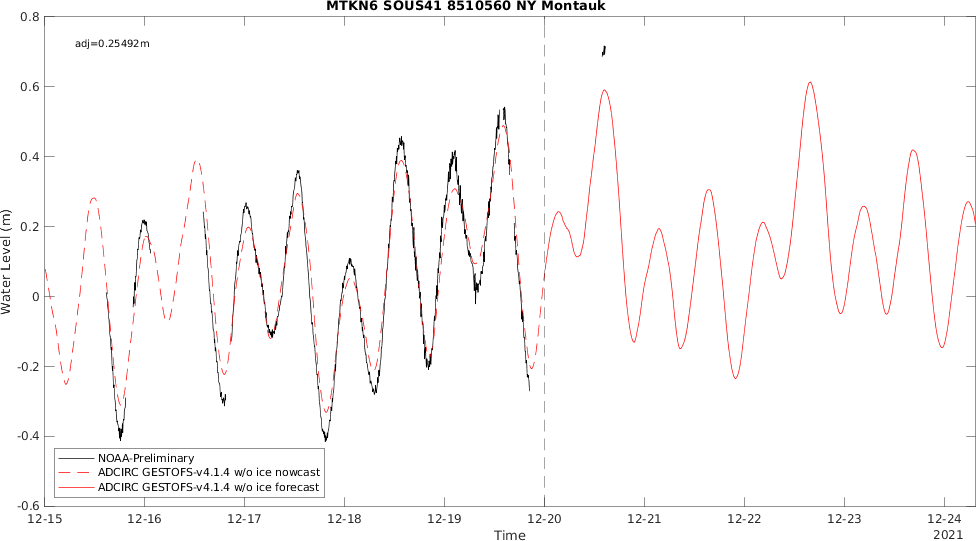 MTKN6 SOUS41 8510560 NY Montauk
adj=0.25492m
Water Level (m)
0.8
0.6
0.4
0.2
0
-0.2
-0.4
-0.6
NOAA-Preliminary
ADCIRC GESTOFS-v4.1.4 w/o ice nowcast
ADCIRC GESTOFS-v4.1.4 w/o ice forecast
12-15 12-16 12-17 12-18 12-19 12-20 12-21 12-22 12-23 12-24
Time
2021